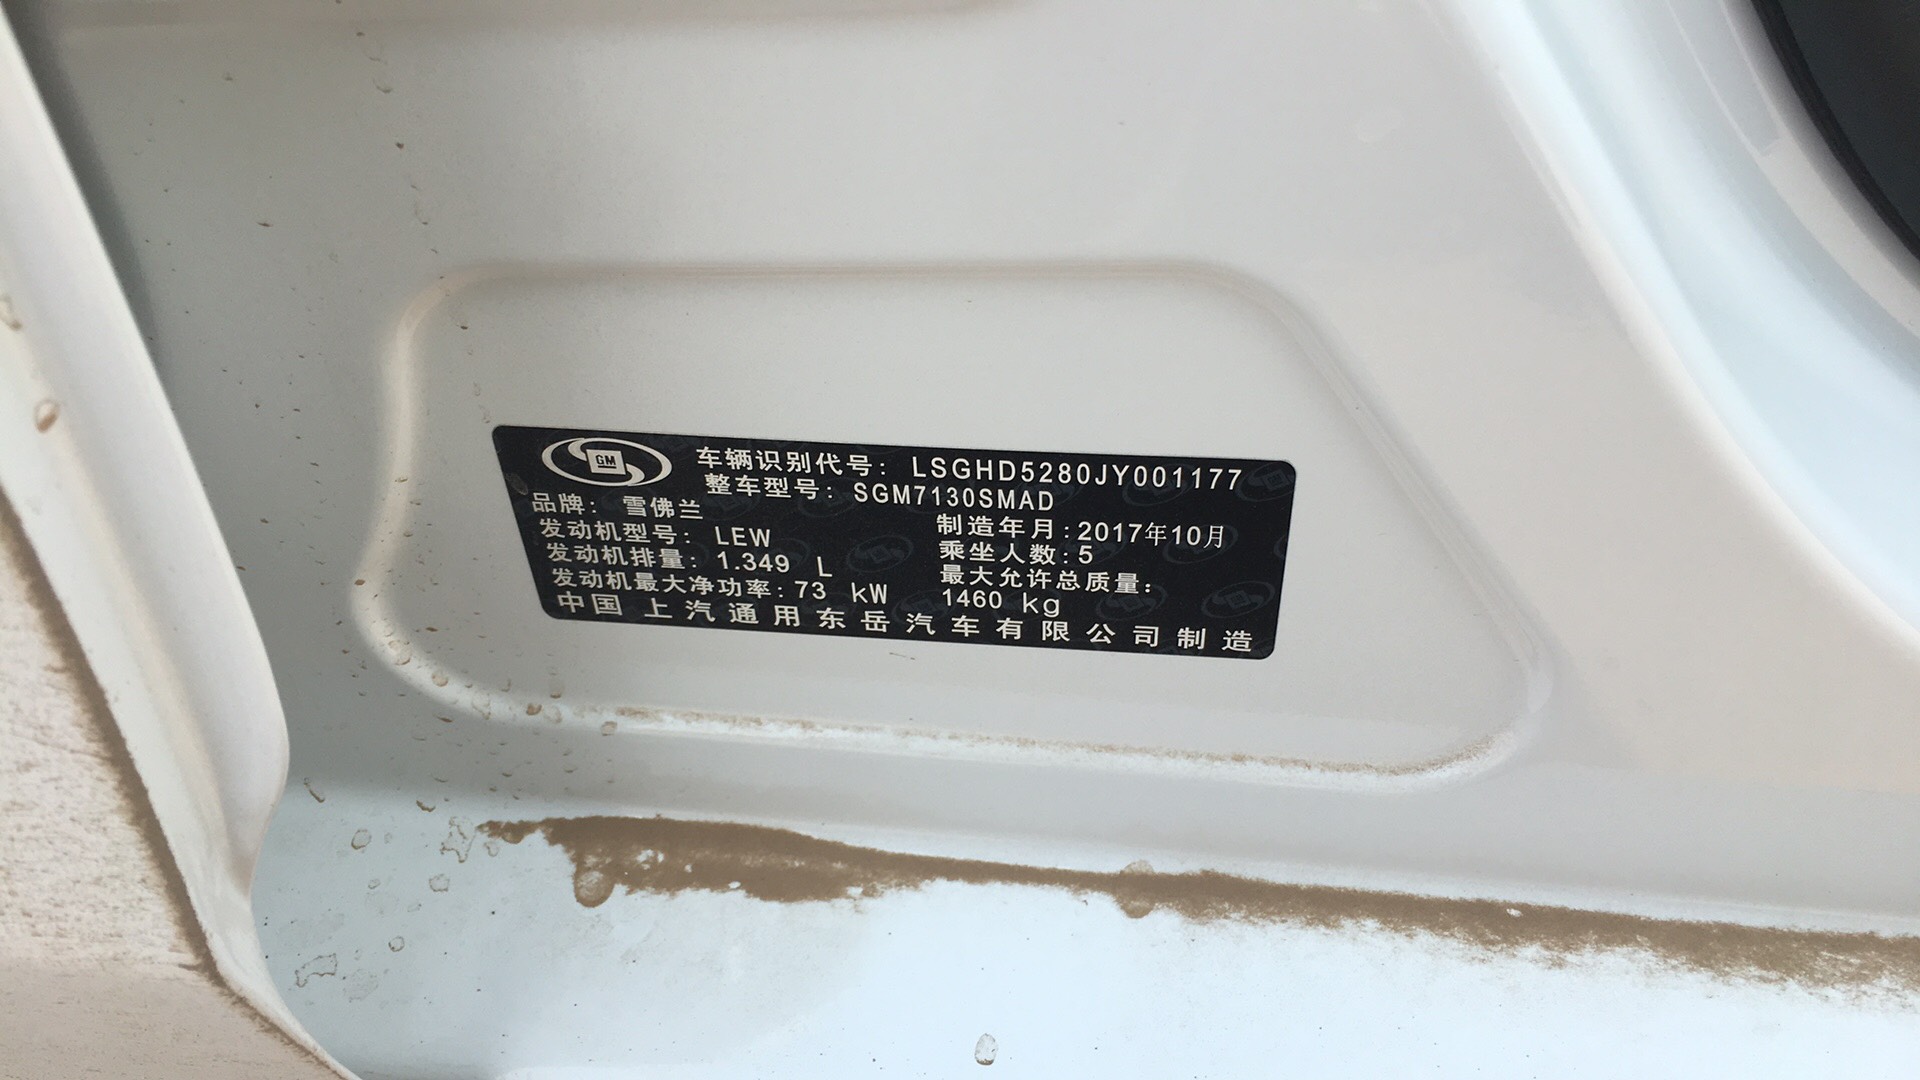 GM
车辆识别代号: LSGHD5280JY001177
整车型号: SGM7130SMAD
品牌: 雪佛兰
发动机型号: LEW
制造年月:2017年10月
发动机排量: 1.349 L
乘坐人数:5
发动机最大净功率:73 kW
最大允许总质量:
1460 kg
中国 上汽通用东岳汽车有限公司制造